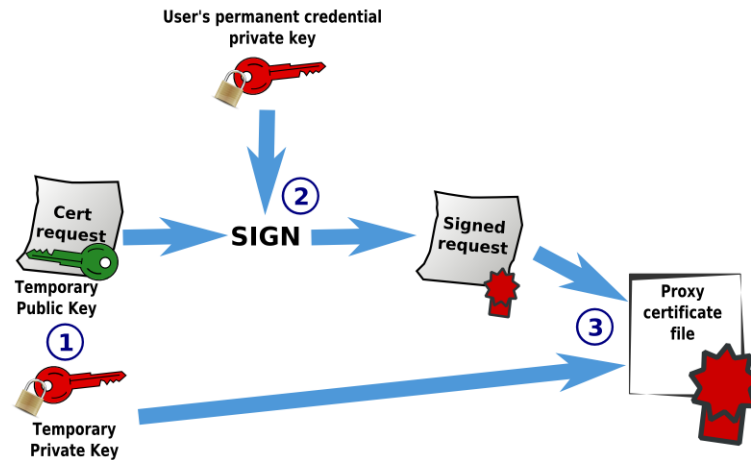 User's permanent credential
private key
Cert
request
Temporary
Public Key
2
SIGN
Signed
request
1
Temporary
Private Key
3
Proxy
certificate
file